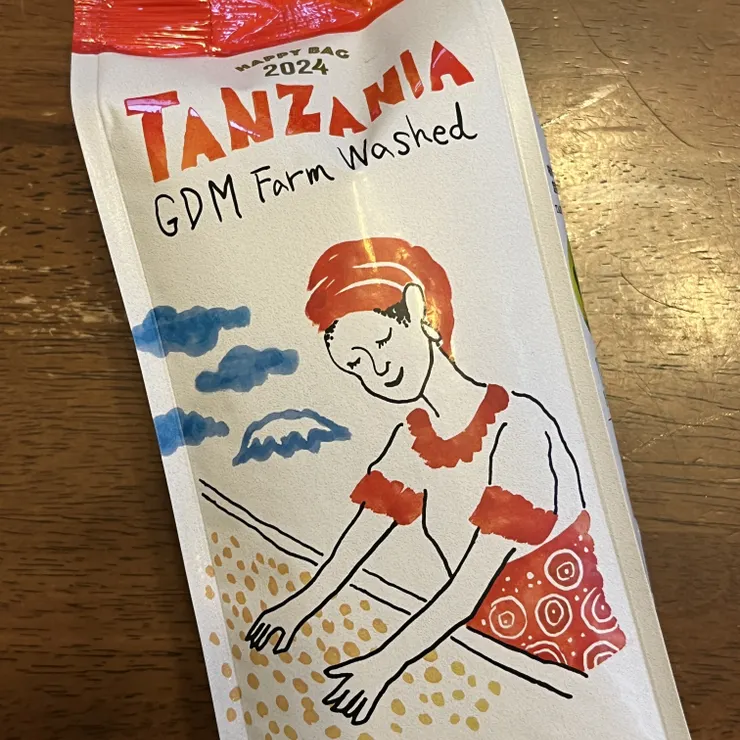 HAPPY BAG
2024
TANZANIA
GDM Farm Washed